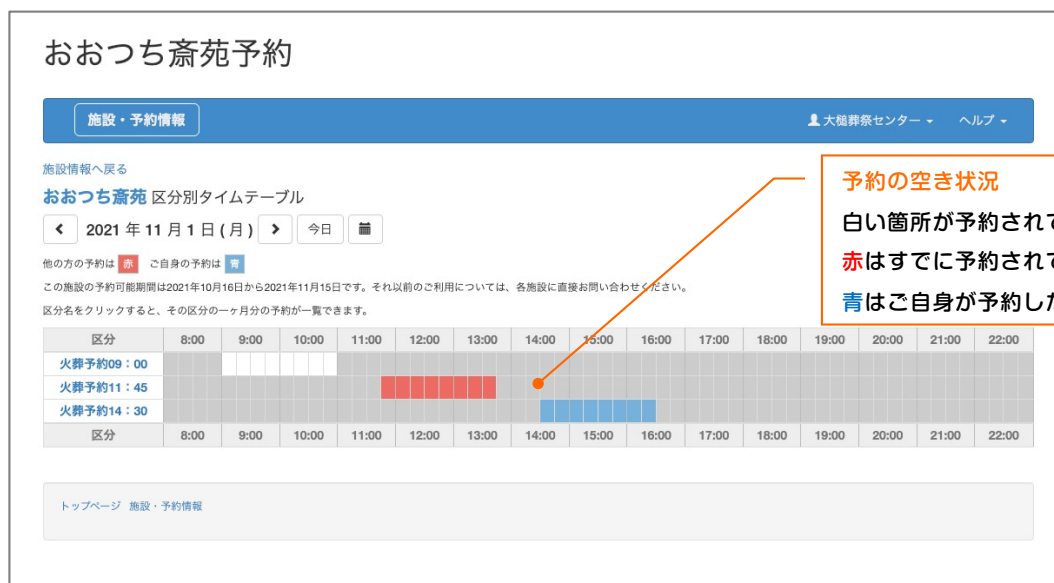 おおつち斎苑予約
施設・予約情報
大槌葬祭センター
ヘルプ
施設情報へ戻る
おおつち斎苑 区分別タイムテーブル
2021 年 11 月 1 日 ( 月 )
今日
他の方の予約は 赤 ご自身の予約は 青
この施設の予約可能期間は2021年10月16日から2021年11月15日です。それ以前のご利用については、各施設に直接お問い合わせください。
区分名をクリックすると、その区分の一ヶ月分の予約が一覧できます。
予約の空き状況
白い箇所が予約されて
赤はすでに予約されて
青はご自身が予約した
区分 8:00 9:00 10:00 11:00 12:00 13:00 14:00 15:00 16:00 17:00 18:00 19:00 20:00 21:00 22:00
火葬予約09：00
火葬予約11：45
火葬予約14：30
区分 8:00 9:00 10:00 11:00 12:00 13:00 14:00 15:00 16:00 17:00 18:00 19:00 20:00 21:00 22:00
トップページ 施設・予約情報